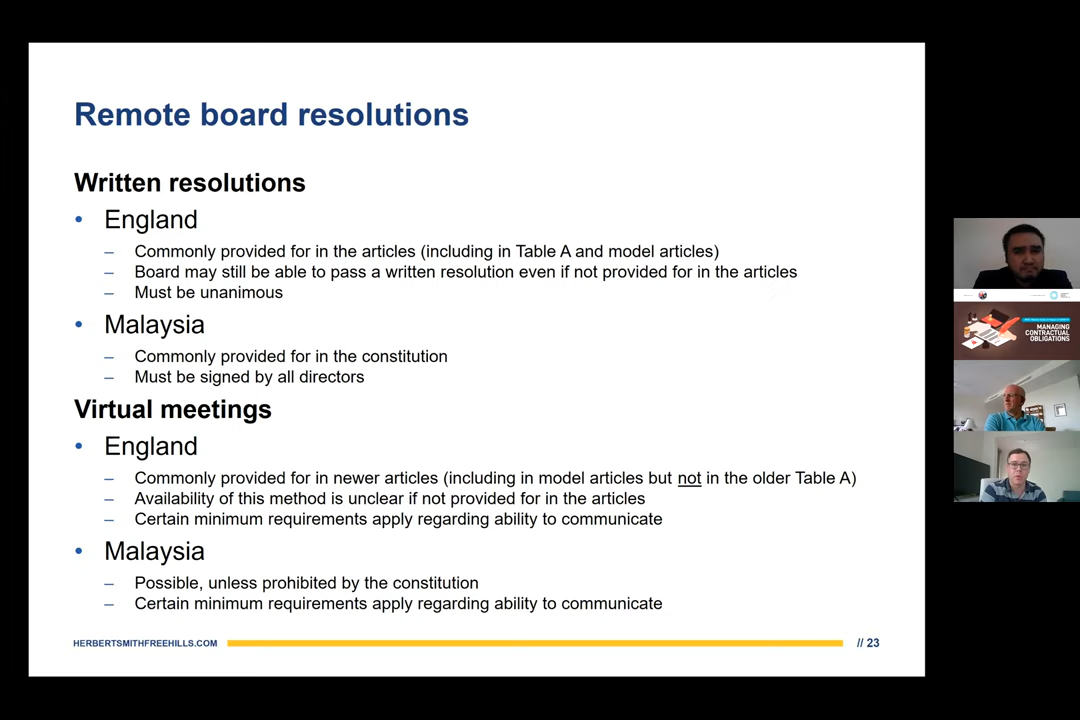 Remote board resolutions
Written resolutions
• England
– Commonly provided for in the articles (including in Table A and model articles)
– Board may still be able to pass a written resolution even if not provided for in the articles
– Must be unanimous
• Malaysia
– Commonly provided for in the constitution
– Must be signed by all directors
Virtual meetings
• England
– Commonly provided for in newer articles (including in model articles but not in the older Table A)
– Availability of this method is unclear if not provided for in the articles
– Certain minimum requirements apply regarding ability to communicate
• Malaysia
– Possible, unless prohibited by the constitution
– Certain minimum requirements apply regarding ability to communicate
HERBERTSMITHFREEHILLS.COM
// 23
MANAGING
CONTRACTUAL
OBLIGATIONS